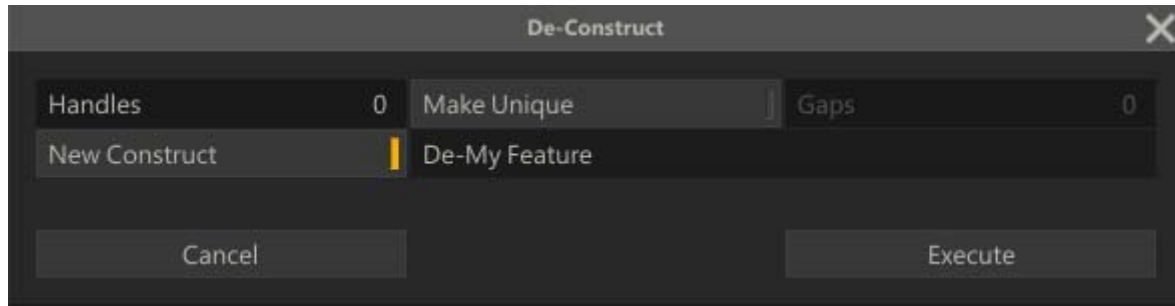 De-Construct
Handles 0 Make Unique Gaps 0
New Construct De-My Feature
Cancel Execute